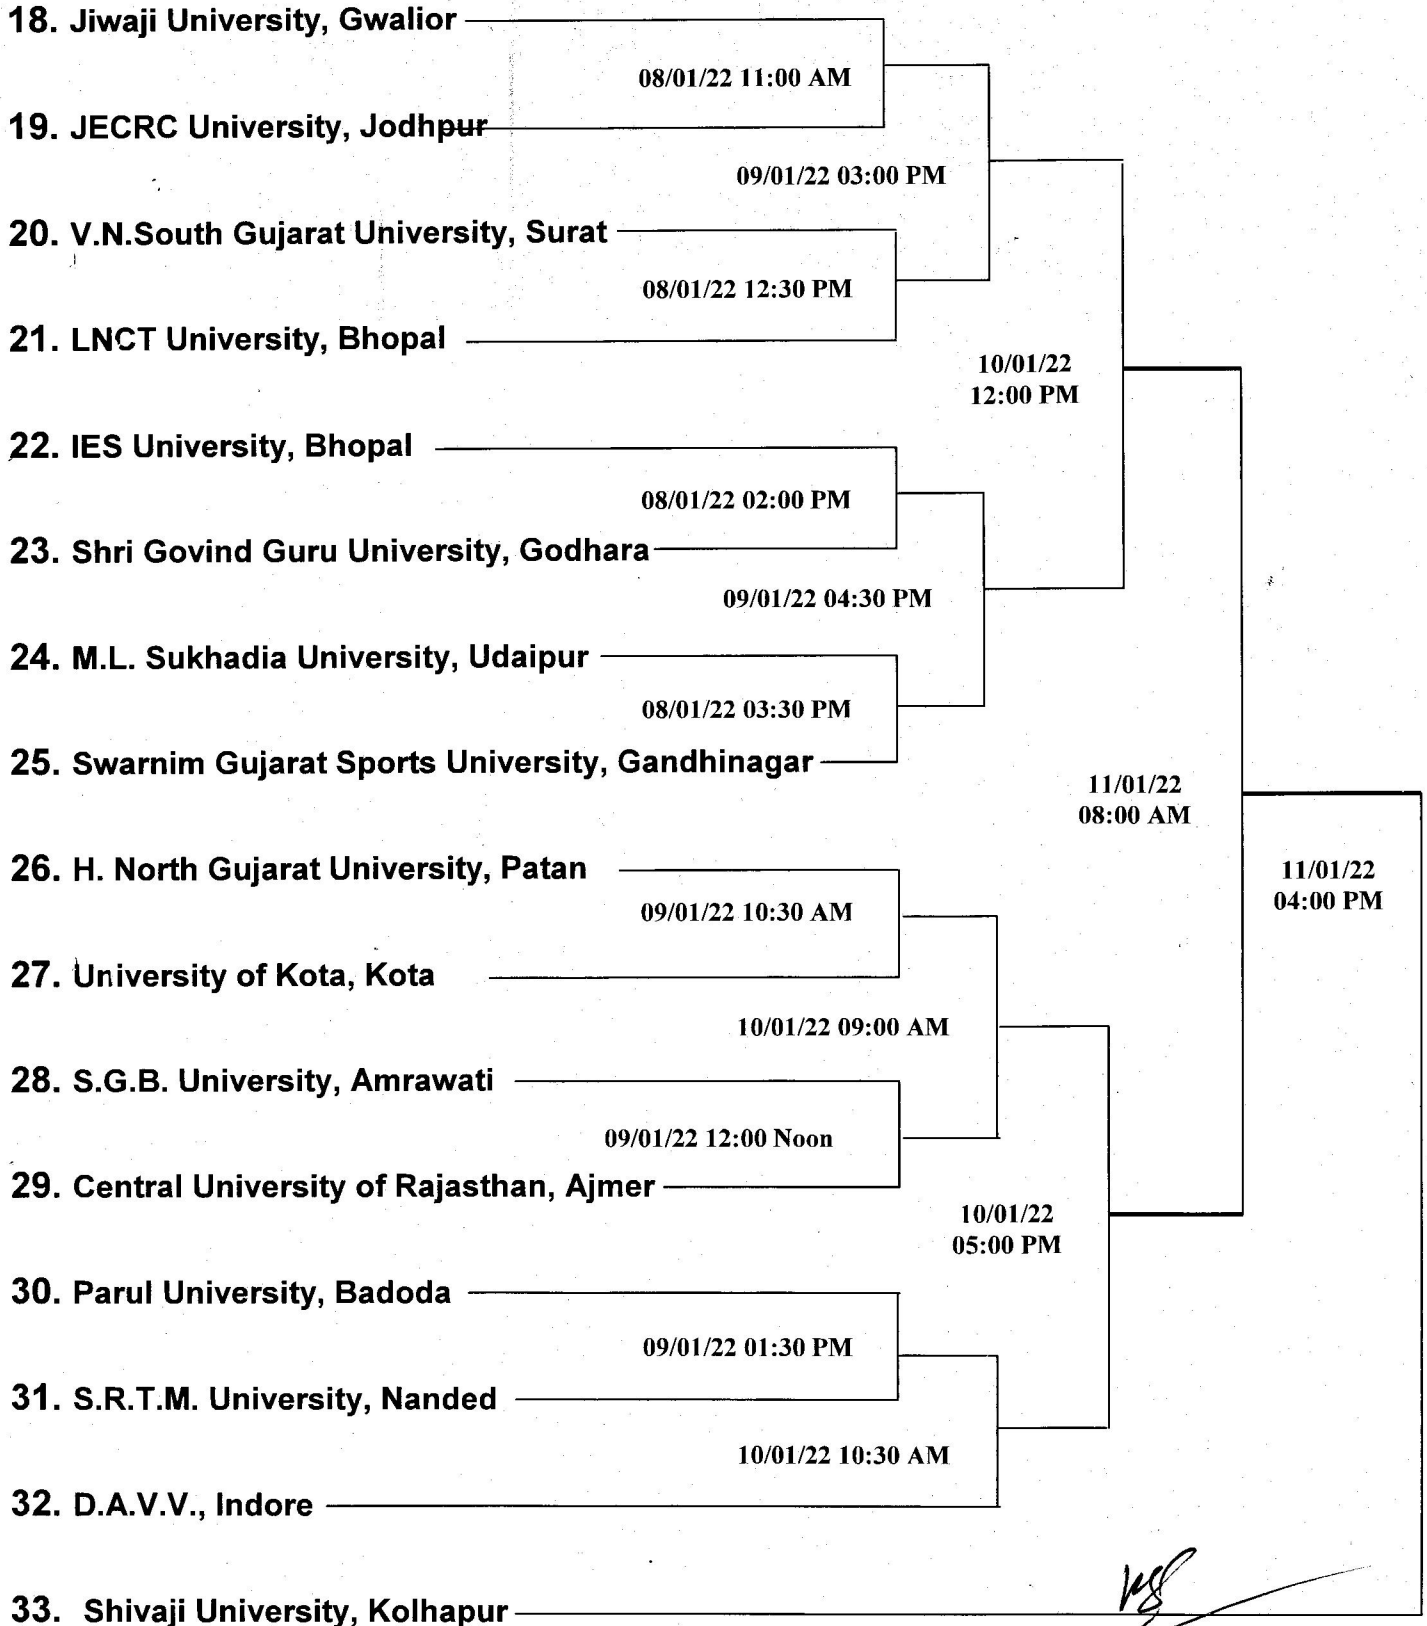 18. Jiwaji University, Gwalior
08/01/22 11:00 AM
19. JECRC University, Jodhpur
09/01/22 03:00 PM
20. V.N.South Gujarat University, Surat
08/01/22 12:30 PM
21. LNCT University, Bhopal
10/01/22
12:00 PM
22. IES University, Bhopal
08/01/22 02:00 PM
23. Shri Govind Guru University, Godhara
09/01/22 04:30 PM
24. M.L. Sukhadia University, Udaipur
08/01/22 03:30 PM
25. Swarnim Gujarat Sports University, Gandhinagar
11/01/22
08:00 AM
26. H. North Gujarat University, Patan
11/01/22
04:00 PM
09/01/22 10:30 AM
27. University of Kota, Kota
10/01/22 09:00 AM
28. S.G.B. University, Amrawati
09/01/22 12:00 Noon
29. Central University of Rajasthan, Ajmer
10/01/22
05:00 PM
30. Parul University, Badoda
09/01/22 01:30 PM
31. S.R.T.M. University, Nanded
10/01/22 10:30 AM
32. D.A.V.V., Indore
33. Shivaji University, Kolhapur